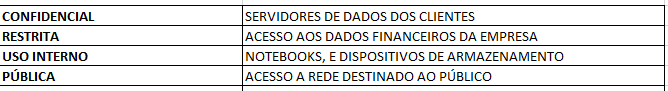 CONFIDENCIAL SERVIDORES DE DADOS DOS CLIENTES
RESTRITA ACESSO AOS DADOS FINANCEIROS DA EMPRESA
USO INTERNO NOTEBOOKS, E DISPOSITIVOS DE ARMAZENAMENTO
PÚBLICA ACESSO A REDE DESTINADO AO PÚBLICO